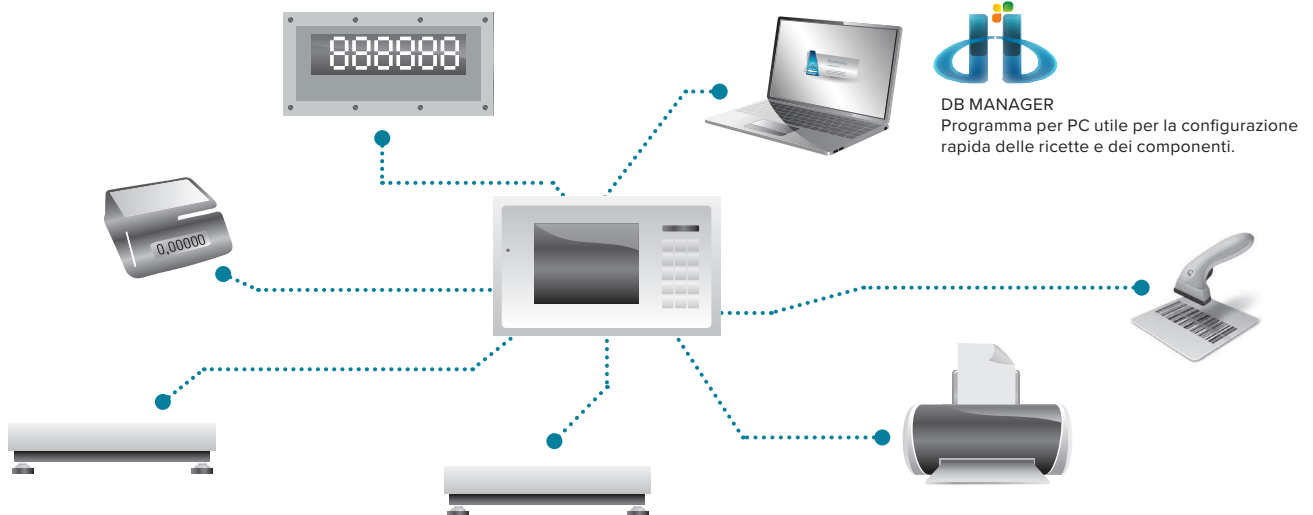 888888
DB MANAGER
Programma per PC utile per la configurazione
rapida delle ricette e dei componenti.
0,00000